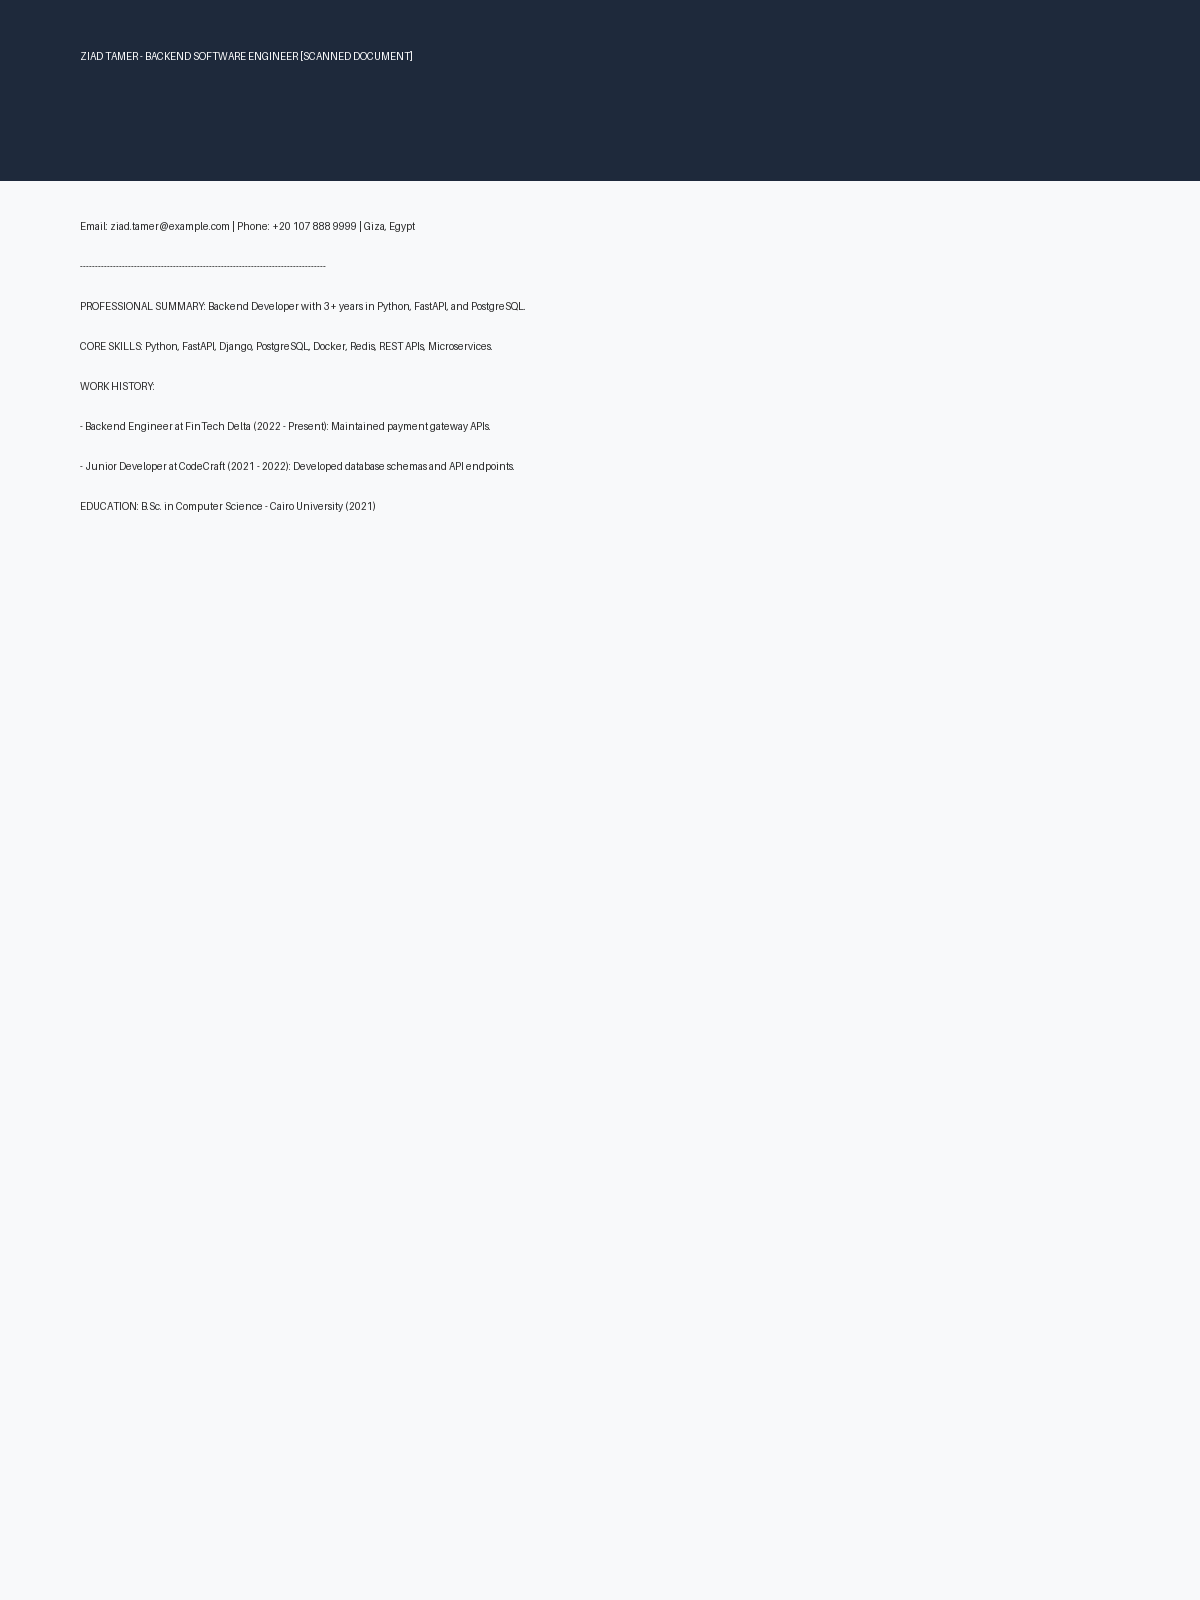 ZIAD TAMER - BACKEND SOFTWARE ENGINEER [SCANNED DOCUMENT]
Email: ziad.tamer@example.com | Phone: +20 107 888 9999 | Giza, Egypt
--------------------------------------------------------------------------------
PROFESSIONAL SUMMARY: Backend Developer with 3+ years in Python, FastAPI, and PostgreSQL.
CORE SKILLS: Python, FastAPI, Django, PostgreSQL, Docker, Redis, REST APIs, Microservices.
WORK HISTORY:
- Backend Engineer at FinTech Delta (2022 - Present): Maintained payment gateway APIs.
- Junior Developer at CodeCraft (2021 - 2022): Developed database schemas and API endpoints.
EDUCATION: B.Sc. in Computer Science - Cairo University (2021)